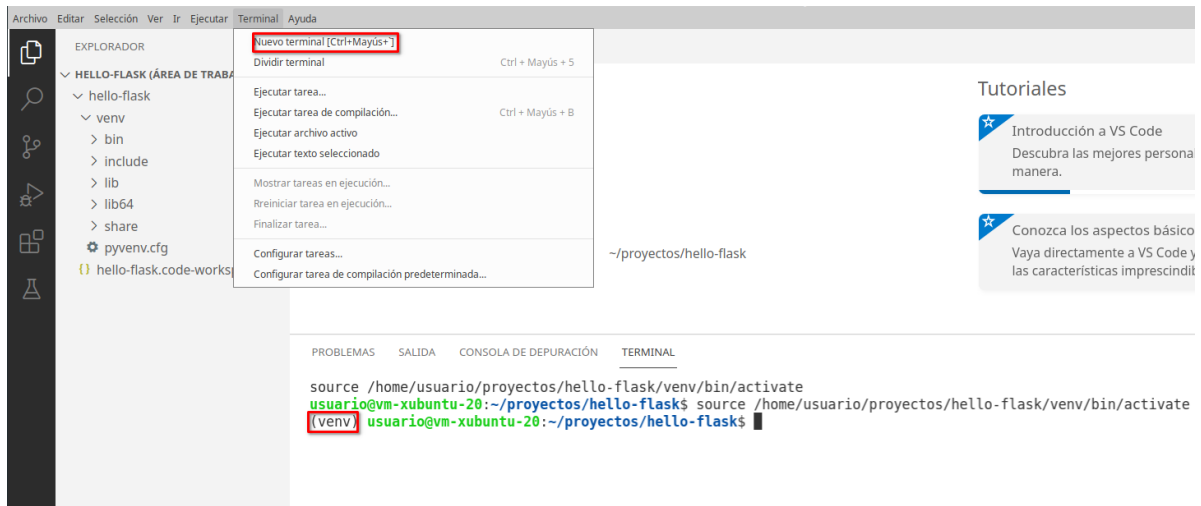 Archivo Editar Selección Ver Ir Ejecutar Terminal Ayuda
EXPLORADOR
HELLO-FLASK (ÁREA DE TRABA
hello-flask
venv
bin
include
lib
lib64
share
pyvenv.cfg
{} hello-flask.code-worksp
Nuevo terminal [Ctrl+Mayús+`]
Dividir terminal Ctrl + Mayús + 5
Ejecutar tarea...
Ejecutar tarea de compilación... Ctrl + Mayús + B
Ejecutar archivo activo
Ejecutar texto seleccionado
Mostrar tareas en ejecución...
Rreiniciar tarea en ejecución...
Finalizar tarea...
Configurar tareas...
Configurar tarea de compilación predeterminada...
~/proyectos/hello-flask
Tutoriales
Introducción a VS Code
Descubra las mejores personal
manera.
Conozca los aspectos básico
Vaya directamente a VS Code y
las características imprescindib
PROBLEMAS SALIDA CONSOLA DE DEPURACIÓN TERMINAL
source /home/usuario/proyectos/hello-flask/venv/bin/activate
usuario@vm-xubuntu-20:~/proyectos/hello-flask$ source /home/usuario/proyectos/hello-flask/venv/bin/activate
(venv) usuario@vm-xubuntu-20:~/proyectos/hello-flask$